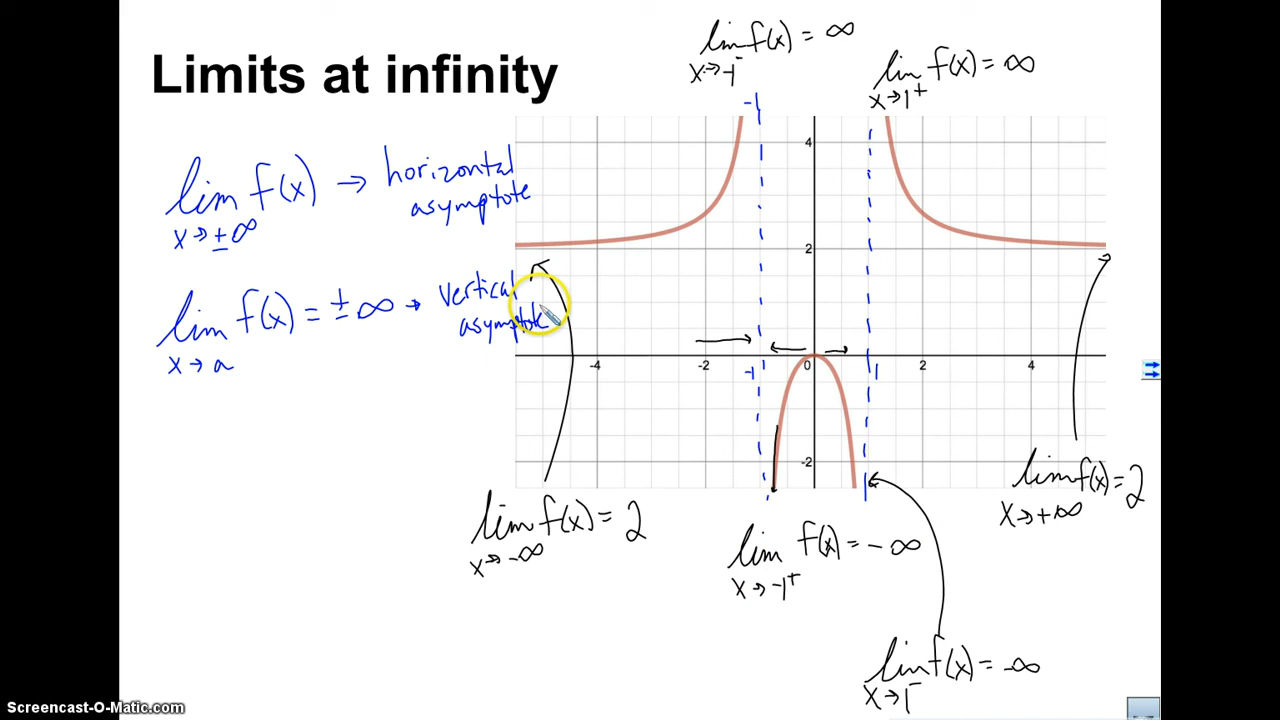 Limits at infinity
lim f(x) = ∞
x→-1⁻
lim f(x) = ∞
x→1⁺
lim f(x) → horizontal
x→±∞ asymptote
lim f(x) = ±∞ → vertical
x→a asymptote
-1
4
2
-4
-2
-1
0
1
2
4
-2
lim f(x) = 2
x→-∞
lim f(x) = -∞
x→-1⁺
lim f(x) = 2
x→+∞
lim f(x) = -∞
x→1⁻
Screencast-O-Matic.com